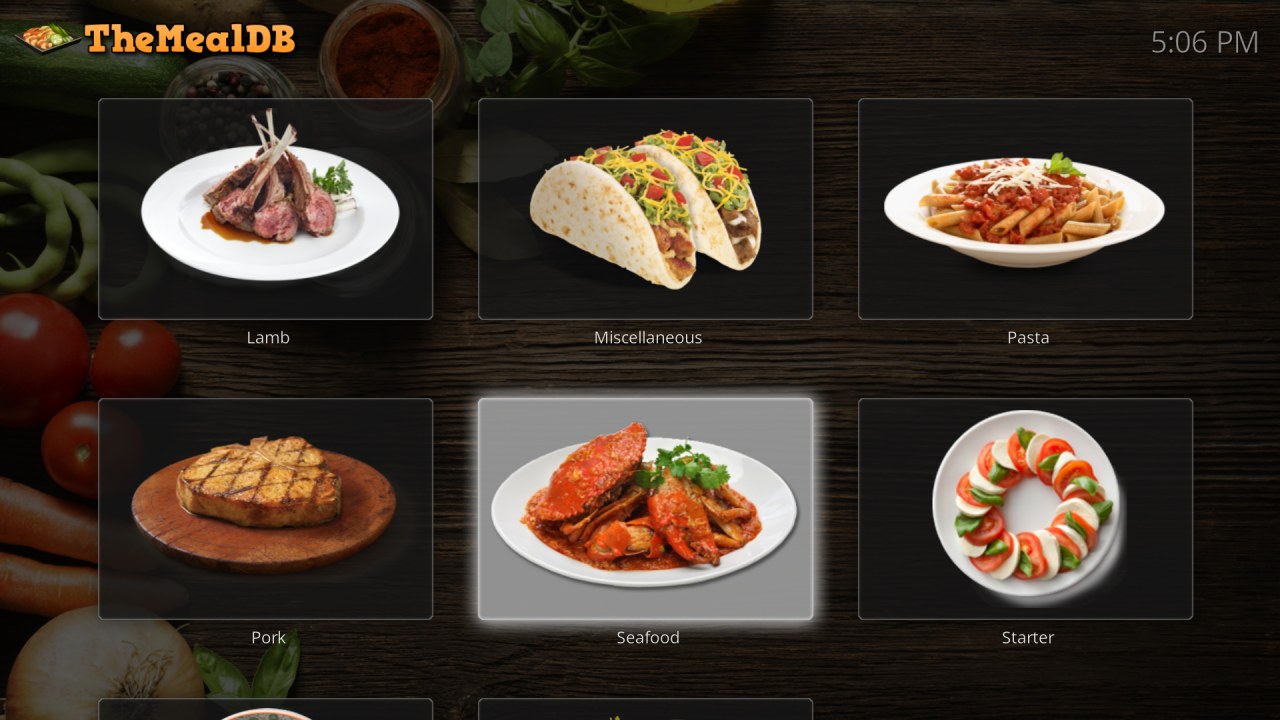 TheMealDB
5:06 PM
Lamb
Miscellaneous
Pasta
Pork
Seafood
Starter